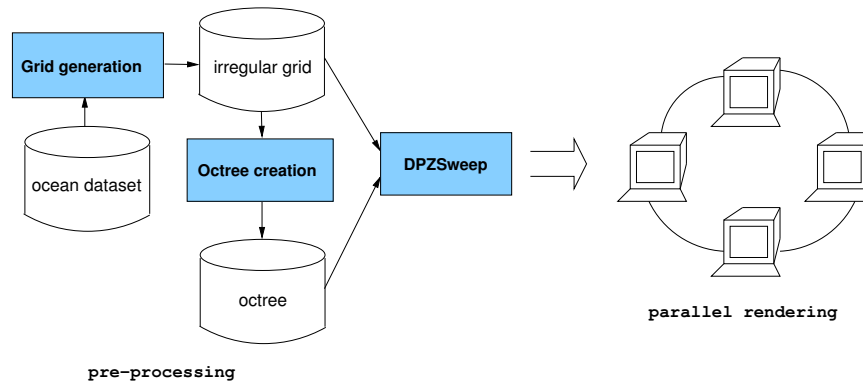 Grid generation
irregular grid
ocean dataset
Octree creation
DPZSweep
octree
parallel rendering
pre-processing